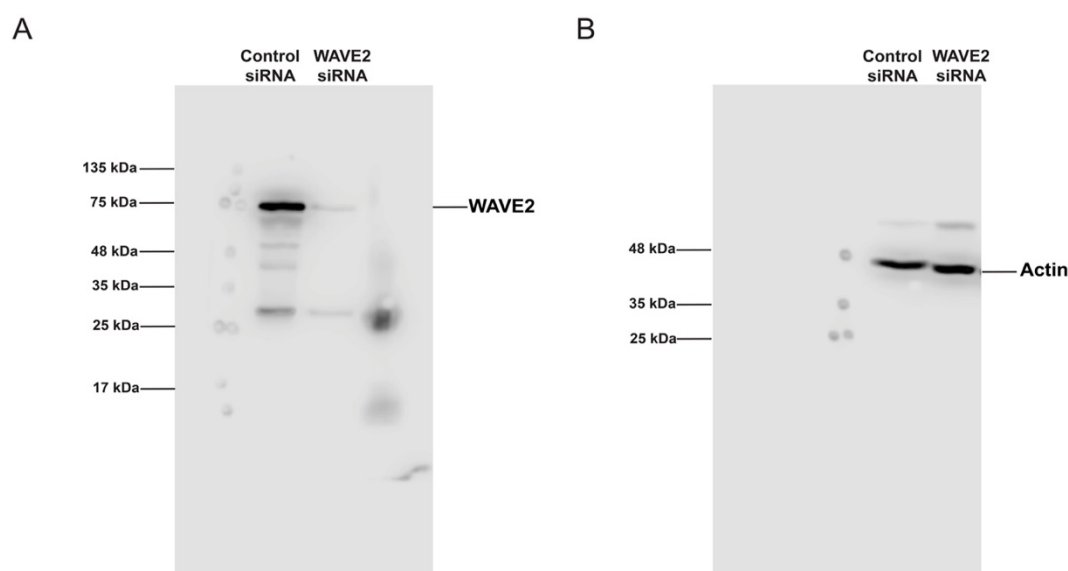 A
Control WAVE2
siRNA siRNA
135 kDa
75 kDa
WAVE2
48 kDa
35 kDa
25 kDa
17 kDa
B
Control WAVE2
siRNA siRNA
48 kDa
Actin
35 kDa
25 kDa